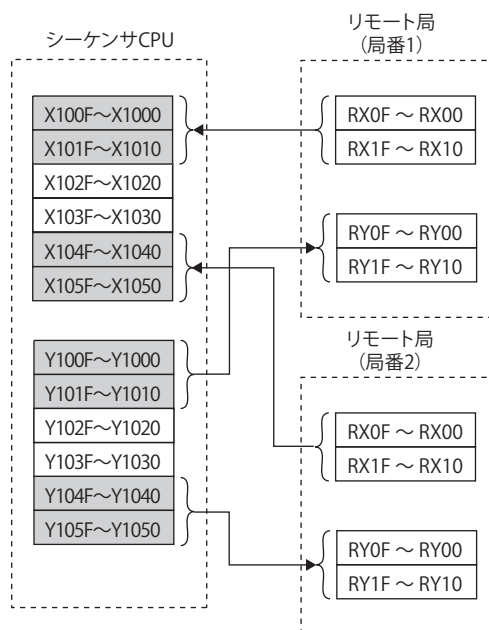 シーケンサCPU
X100F～X1000
X101F～X1010
X102F～X1020
X103F～X1030
X104F～X1040
X105F～X1050
Y100F～Y1000
Y101F～Y1010
Y102F～Y1020
Y103F～Y1030
Y104F～Y1040
Y105F～Y1050
リモート局
（局番1）
RX0F ～ RX00
RX1F ～ RX10
RY0F ～ RY00
RY1F ～ RY10
リモート局
（局番2）
RX0F ～ RX00
RX1F ～ RX10
RY0F ～ RY00
RY1F ～ RY10